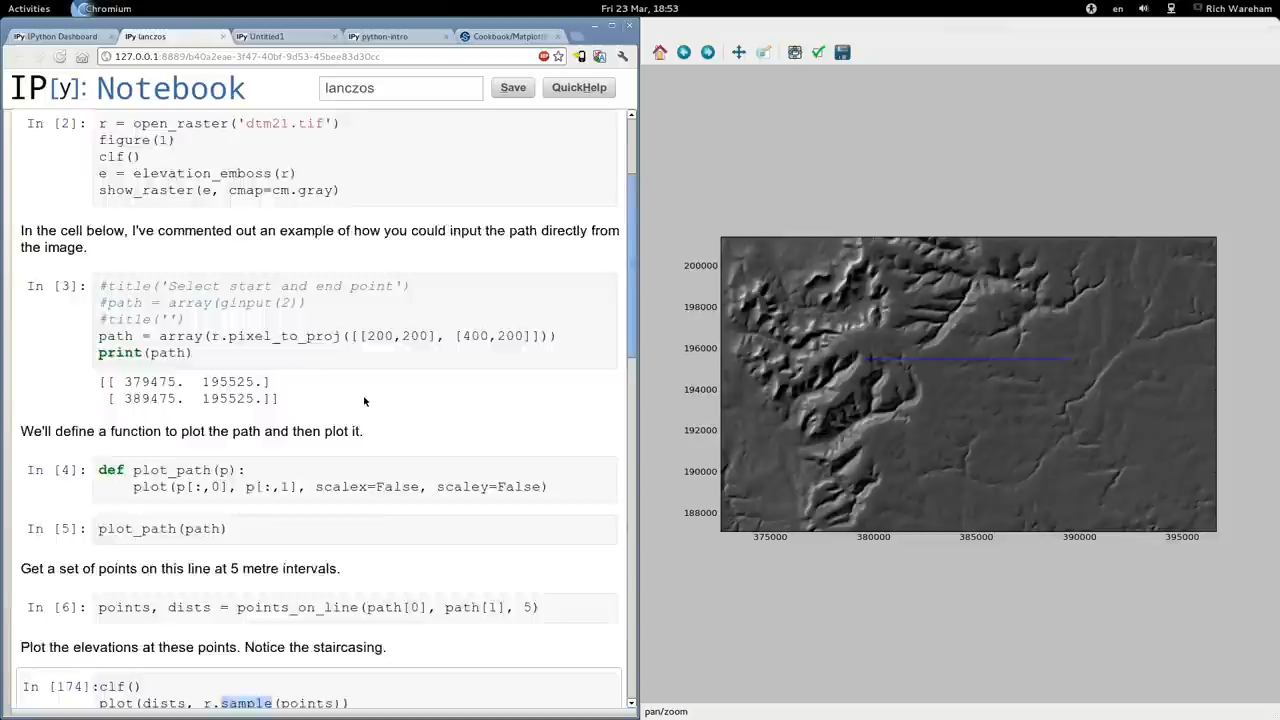 Activities
Chromium
Fri 23 Mar, 18:53
en
Rich Wareham
IPython Dashboard
lanczos
Untitled1
python-intro
127.0.0.1:8889/b40a2eae-3f47-40bf-9d53-45bee83d30cc
IP[y]: Notebook
lanczos
Save
QuickHelp
In [2]: r = open_raster('dtm21.tif')
figure(1)
clf()
e = elevation_emboss(r)
show_raster(e, cmap=cm.gray)
In the cell below, I've commented out an example of how you could input the path directly from
the image.
In [3]: #title('Select start and end point')
#path = array(ginput(2))
#title('')
path = array(r.pixel_to_proj([[200,200], [400,200]]))
print(path)
[[ 379475. 195525.]
[ 389475. 195525.]]
We'll define a function to plot the path and then plot it.
In [4]: def plot_path(p):
plot(p[:,0], p[:,1], scalex=False, scaley=False)
In [5]: plot_path(path)
Get a set of points on this line at 5 metre intervals.
In [6]: points, dists = points_on_line(path[0], path[1], 5)
Plot the elevations at these points. Notice the staircasing.
In [174]: clf()
plot(dists, r.sample(points))
200000
198000
196000
194000
192000
190000
188000
375000 380000 385000 390000 395000
pan/zoom